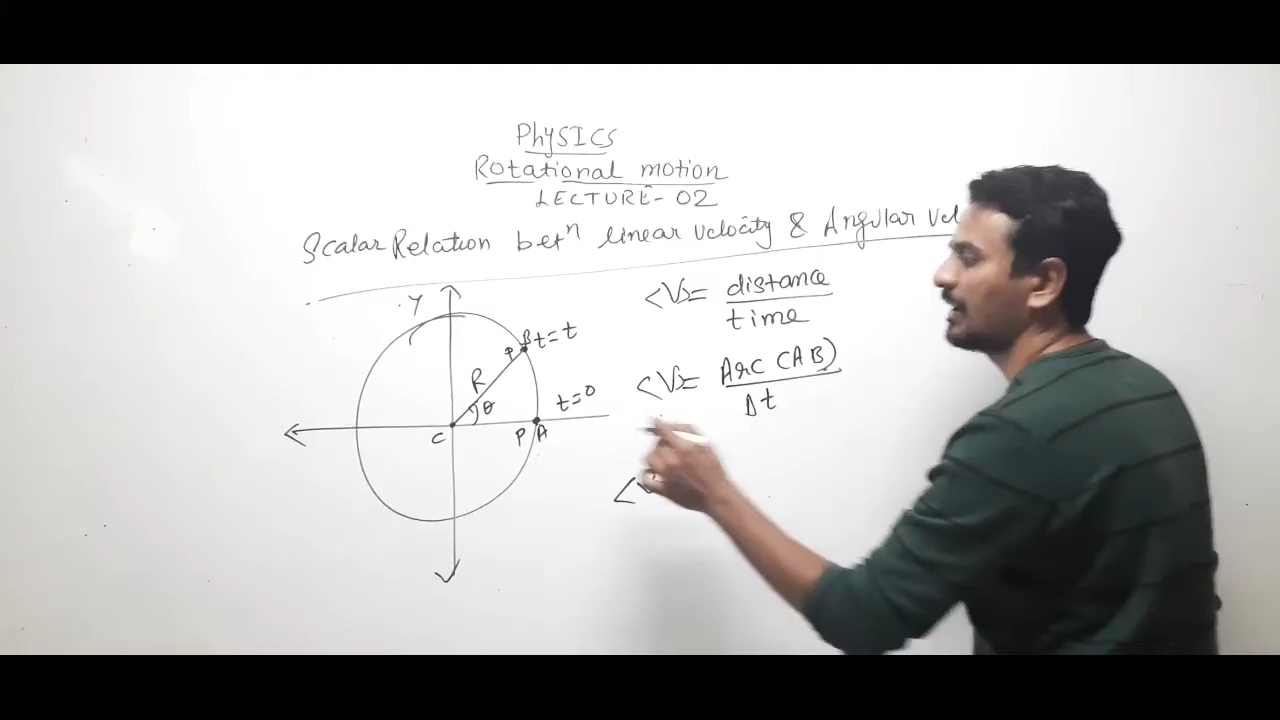 PhySICS
Rotational motion
LECTURE-02
Scalar Relation betⁿ linear velocity & Angular Vel
<V>= distance
time
<V>= Arc (AB)
Δt
<V
Y
B t=t
P
R
θ
t=0
C
P A